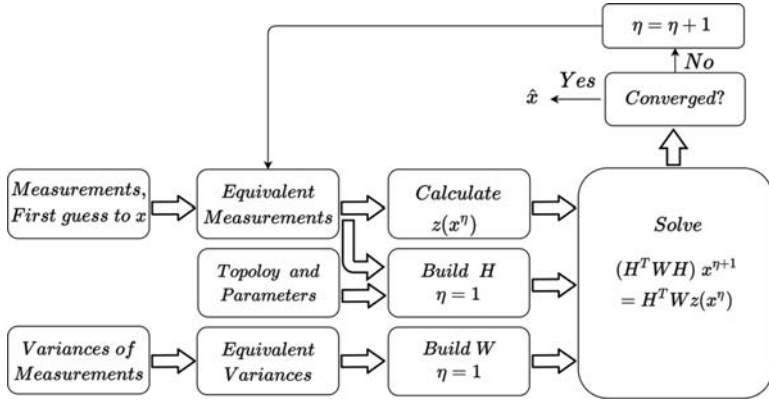 η = η + 1
No
Yes
x̂
Converged?
Measurements,
First guess to x
Equivalent
Measurements
Calculate
z(x^η)
Solve
(H^T WH) x^{η+1}
= H^T Wz(x^η)
Topoloy and
Parameters
Build H
η = 1
Variances of
Measurements
Equivalent
Variances
Build W
η = 1